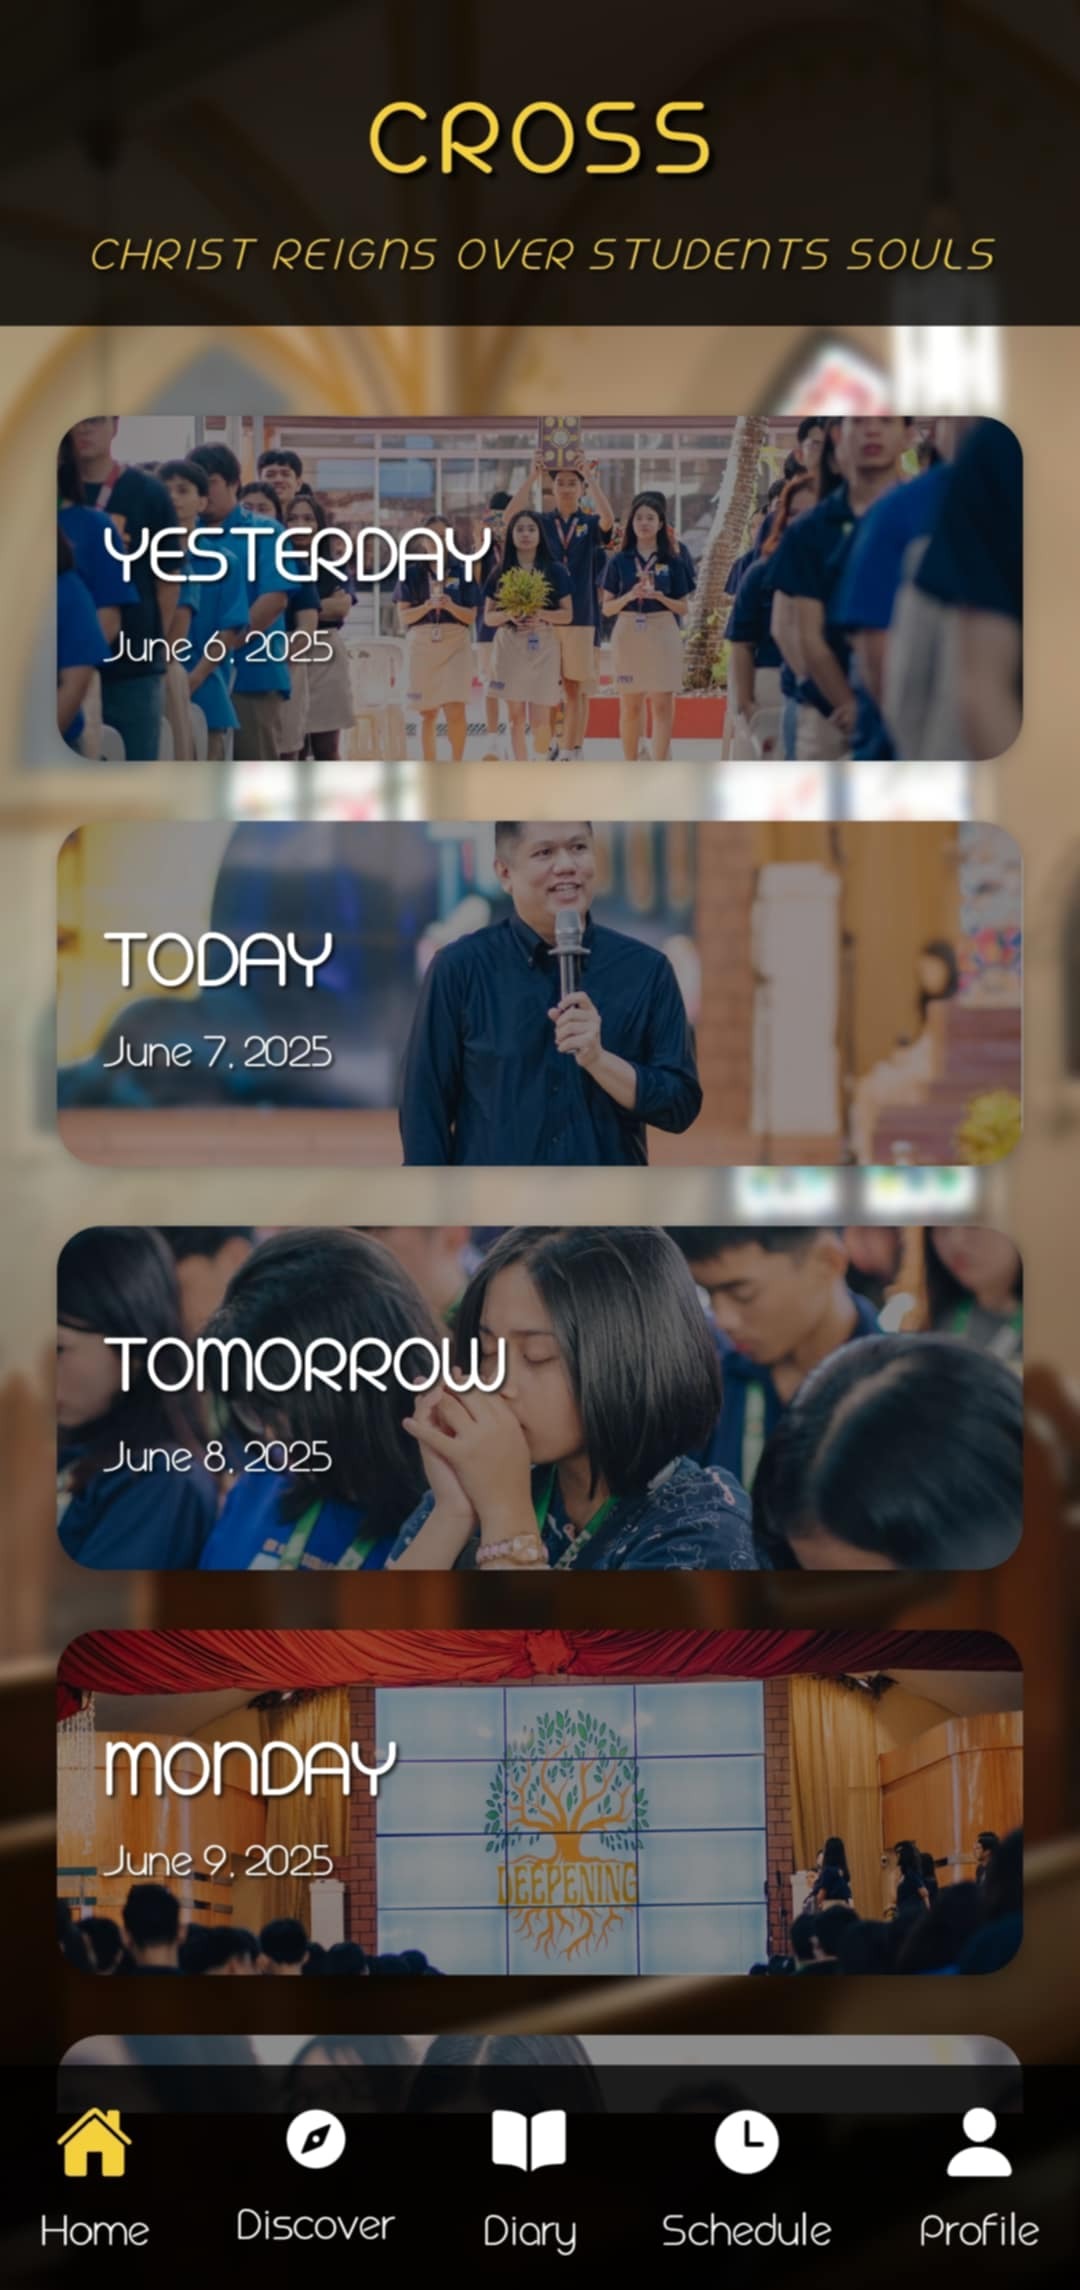 CROSS
CHRIST REIGNS OVER STUDENTS SOULS
YESTERDAY
June 6, 2025
TODAY
June 7, 2025
TOMORROW
June 8, 2025
MONDAY
June 9, 2025
DEEPENING
Home Discover Diary Schedule Profile